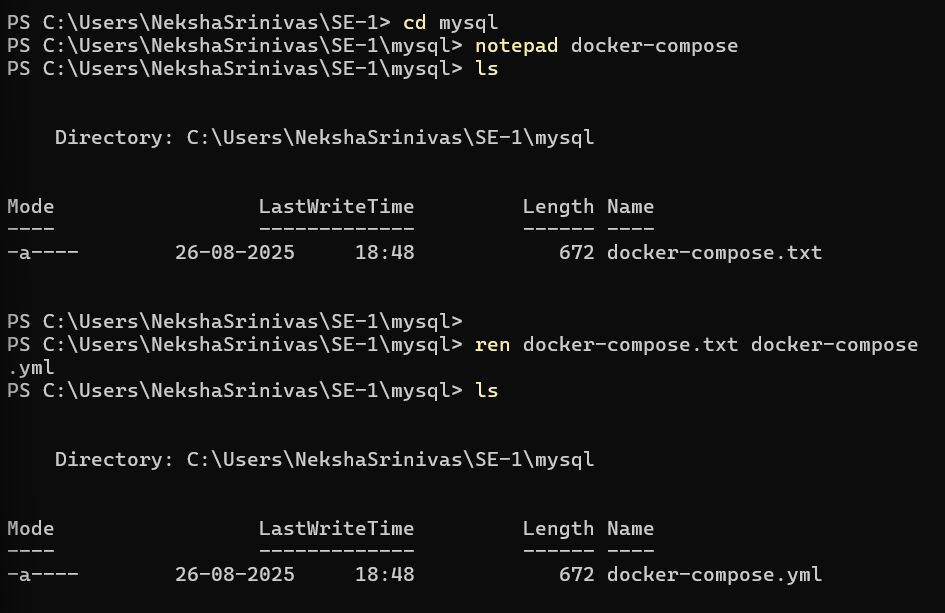 PS C:\Users\NekshaSrinivas\SE-1> cd mysql
PS C:\Users\NekshaSrinivas\SE-1\mysql> notepad docker-compose
PS C:\Users\NekshaSrinivas\SE-1\mysql> ls
Directory: C:\Users\NekshaSrinivas\SE-1\mysql
Mode                 LastWriteTime         Length Name
----                 -------------         ------ ----
-a----        26-08-2025     18:48            672 docker-compose.txt
PS C:\Users\NekshaSrinivas\SE-1\mysql>
PS C:\Users\NekshaSrinivas\SE-1\mysql> ren docker-compose.txt docker-compose
.yml
PS C:\Users\NekshaSrinivas\SE-1\mysql> ls
Directory: C:\Users\NekshaSrinivas\SE-1\mysql
Mode                 LastWriteTime         Length Name
----                 -------------         ------ ----
-a----        26-08-2025     18:48            672 docker-compose.yml